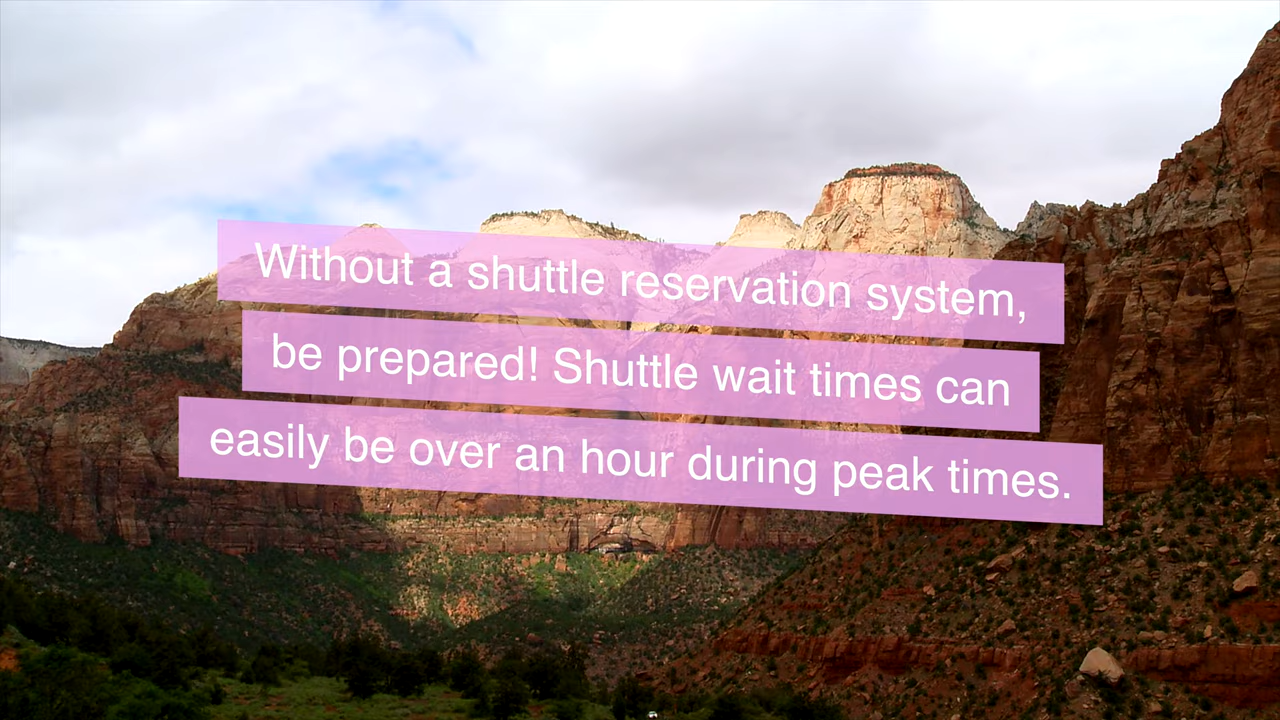 Without a shuttle reservation system,
be prepared! Shuttle wait times can
easily be over an hour during peak times.